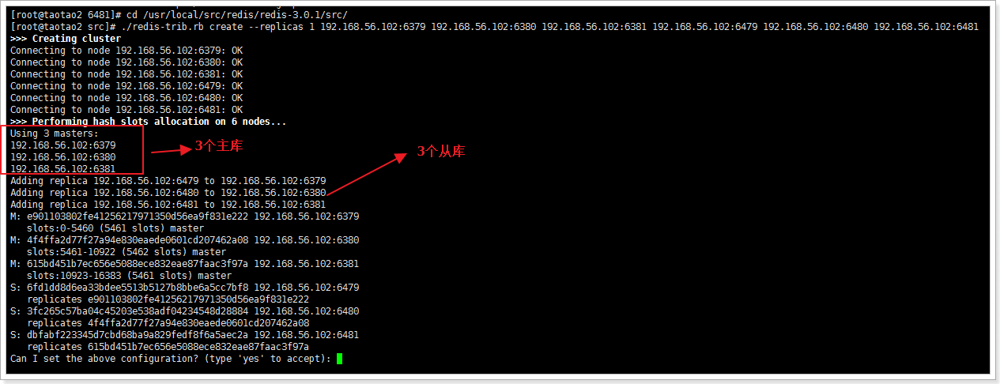 [root@taotao2 6481]# cd /usr/local/src/redis/redis-3.0.1/src/
[root@taotao2 src]# ./redis-trib.rb create --replicas 1 192.168.56.102:6379 192.168.56.102:6380 192.168.56.102:6381 192.168.56.102:6479 192.168.56.102:6480 192.168.56.102:6481
>>> Creating cluster
Connecting to node 192.168.56.102:6379: OK
Connecting to node 192.168.56.102:6380: OK
Connecting to node 192.168.56.102:6381: OK
Connecting to node 192.168.56.102:6479: OK
Connecting to node 192.168.56.102:6480: OK
Connecting to node 192.168.56.102:6481: OK
>>> Performing hash slots allocation on 6 nodes...
Using 3 masters:
192.168.56.102:6379
3个主库
192.168.56.102:6380
3个从库
192.168.56.102:6381
Adding replica 192.168.56.102:6479 to 192.168.56.102:6379
Adding replica 192.168.56.102:6480 to 192.168.56.102:6380
Adding replica 192.168.56.102:6481 to 192.168.56.102:6381
M: e901103802fe41256217971350d56ea9f831e222 192.168.56.102:6379
slots:0-5460 (5461 slots) master
M: 4f4ffa2d77f27a94e830eaede0601cd207462a08 192.168.56.102:6380
slots:5461-10922 (5462 slots) master
M: 615bd451b7ec656e5088ece832eae87faac3f97a 192.168.56.102:6381
slots:10923-16383 (5461 slots) master
S: 6fd1dd8d6ea33bdee5513b5127b8bbe6a5cc7bf8 192.168.56.102:6479
replicates e901103802fe41256217971350d56ea9f831e222
S: 3fc265c57ba04c45203e538adf04234548d28884 192.168.56.102:6480
replicates 4f4ffa2d77f27a94e830eaede0601cd207462a08
S: dbfabf223345d7cbd68ba9a829fedf8f6a5aec2a 192.168.56.102:6481
replicates 615bd451b7ec656e5088ece832eae87faac3f97a
Can I set the above configuration? (type 'yes' to accept):